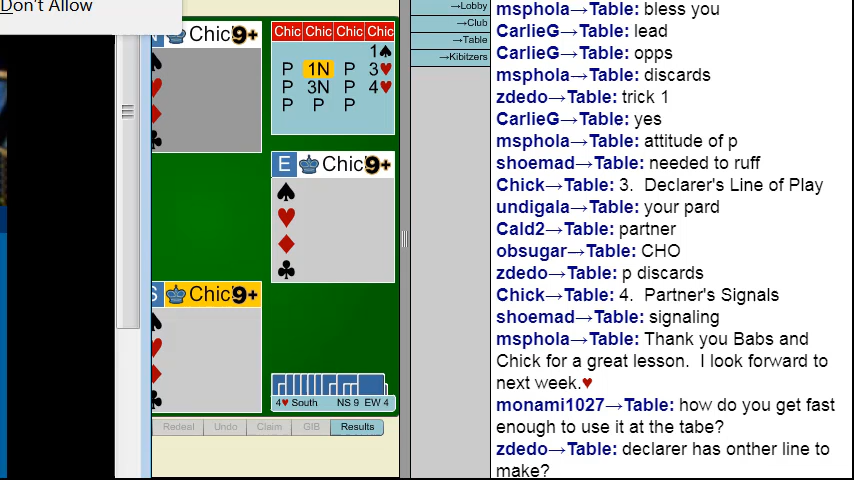 Don't Allow
Chic 9+
Chic Chic Chic Chic
1♠
P 1N P 3♥
P 3N P 4♥
P P P
E Chic 9+
S Chic 9+
4♥ South NS 9 EW 4
Redeal Undo Claim GIB Results
→Lobby
→Club
→Table
→Kibitzers
msphola→Table: bless you
CarlieG→Table: lead
CarlieG→Table: opps
msphola→Table: discards
zdedo→Table: trick 1
CarlieG→Table: yes
msphola→Table: attitude of p
shoemad→Table: needed to ruff
Chick→Table: 3. Declarer's Line of Play
undigala→Table: your pard
Cald2→Table: partner
obsugar→Table: CHO
zdedo→Table: p discards
Chick→Table: 4. Partner's Signals
shoemad→Table: signaling
msphola→Table: Thank you Babs and
Chick for a great lesson. I look forward to
next week.♥
monami1027→Table: how do you get fast
enough to use it at the tabe?
zdedo→Table: declarer has onther line to
make?